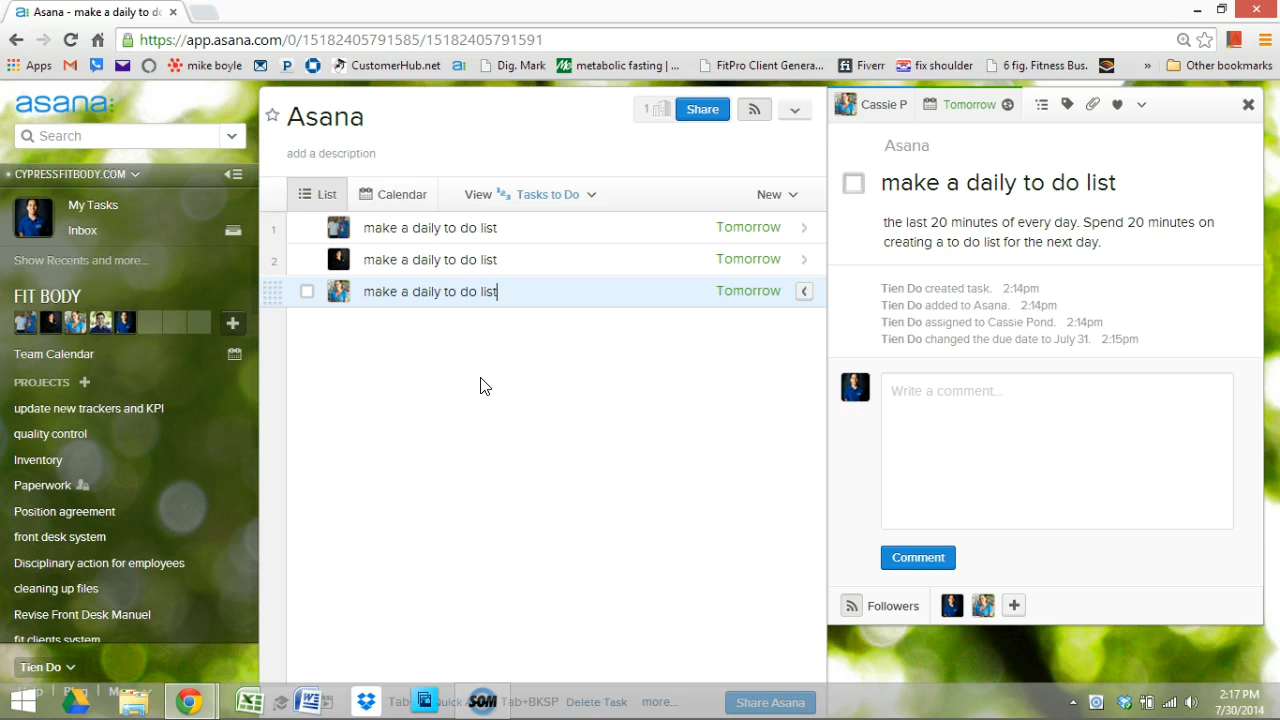 Asana - make a daily to do
https://app.asana.com/0/15182405791585/15182405791591
Apps
mike boyle
CustomerHub.net
Dig. Mark
metabolic fasting | ...
FitPro Client Genera...
Fiverr
fix shoulder
6 fig. Fitness Bus.
»
Other bookmarks
asana:
Search
CYPRESSFITBODY.COM
My Tasks
Inbox
Show Recents and more...
FIT BODY
Team Calendar
PROJECTS +
update new trackers and KPI
quality control
Inventory
Paperwork
Position agreement
front desk system
Disciplinary action for employees
cleaning up files
Revise Front Desk Manuel
fit clients system
Tien Do
Asana
1
Share
add a description
List
Calendar
View
Tasks to Do
New
1 make a daily to do list Tomorrow
2 make a daily to do list Tomorrow
make a daily to do list Tomorrow
Cassie P
Tomorrow
Asana
make a daily to do list
the last 20 minutes of every day. Spend 20 minutes on
creating a to do list for the next day.
Tien Do created task. 2:14pm
Tien Do added to Asana. 2:14pm
Tien Do assigned to Cassie Pond. 2:14pm
Tien Do changed the due date to July 31. 2:15pm
Write a comment...
Comment
Followers
Tab
Quick
SOM
Tab+BKSP
Delete Task
more...
Share Asana
2:17 PM
7/30/2014